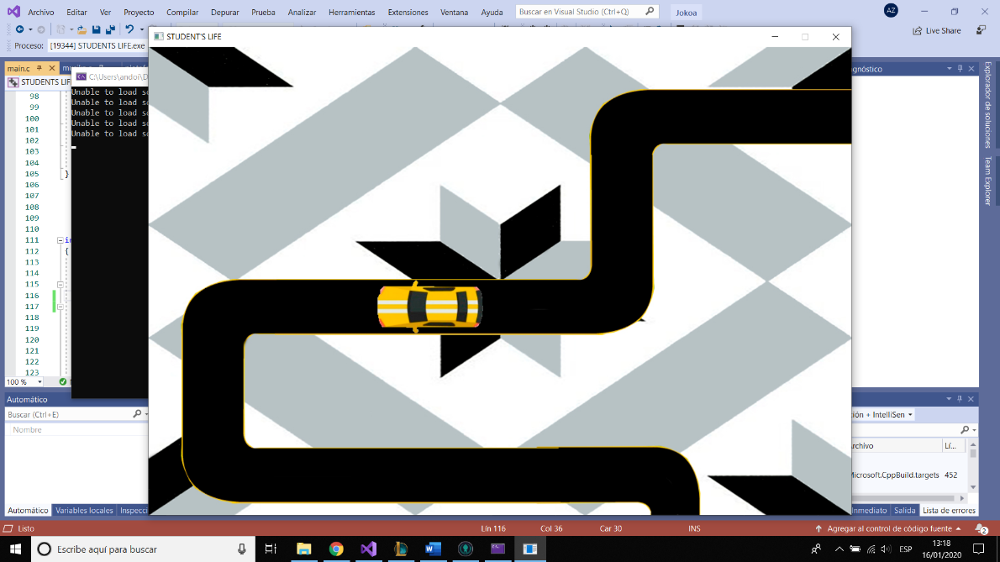 Archivo Editar Ver Proyecto Compilar Depurar Prueba Analizar Herramientas Extensiones Ventana Ayuda Buscar en Visual Studio (Ctrl+Q) Jokoa AZ
Live Share
Proceso: [19344] STUDENTS LIFE.exe
STUDENT'S LIFE
main.c
C:\Users\andoi\D
STUDENTS LIF
Unable to load
Unable to load
Unable to load
Unable to load
Unable to load
98
99
100
101
102
103
104
105 }
106
107
108
109
110
111
112 {
113
114
115
116
117
118
119
120
121
122
123
100 %
Explorador de soluciones
Team Explorer
Automático
Buscar (Ctrl+E)
Nombre
Automático Variables locales
ción + IntelliSen
Lí...
Microsoft.CppBuild.targets 452
Salida Lista de errores
Listo Lín 116 Col 36 Car 30 INS Agregar al control de código fuente 2
Escribe aquí para buscar
ESP
13:18
16/01/2020